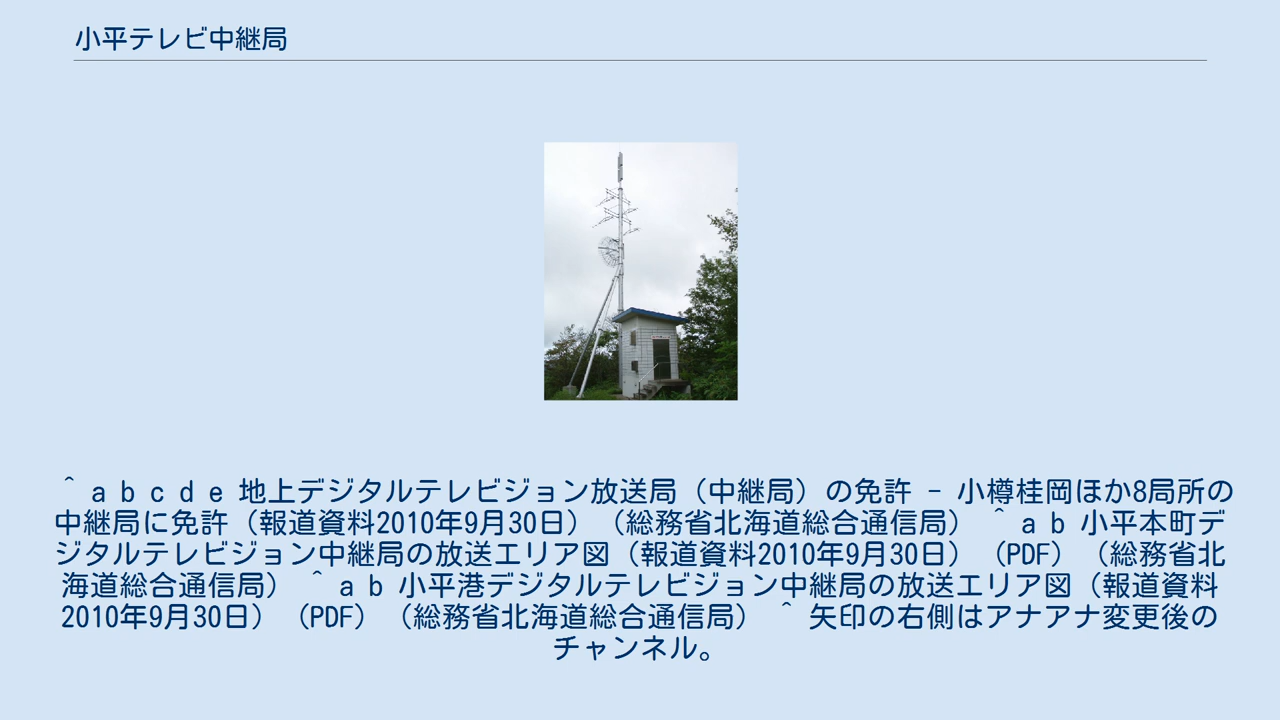 小平テレビ中継局
^ a b c d e 地上デジタルテレビジョン放送局（中継局）の免許 - 小樽桂岡ほか8局所の
中継局に免許（報道資料2010年9月30日）（総務省北海道総合通信局） ^ a b 小平本町デ
ジタルテレビジョン中継局の放送エリア図（報道資料2010年9月30日）（PDF）（総務省北
海道総合通信局） ^ a b 小平港デジタルテレビジョン中継局の放送エリア図（報道資料
2010年9月30日）（PDF）（総務省北海道総合通信局） ^ 矢印の右側はアナアナ変更後の
チャンネル。